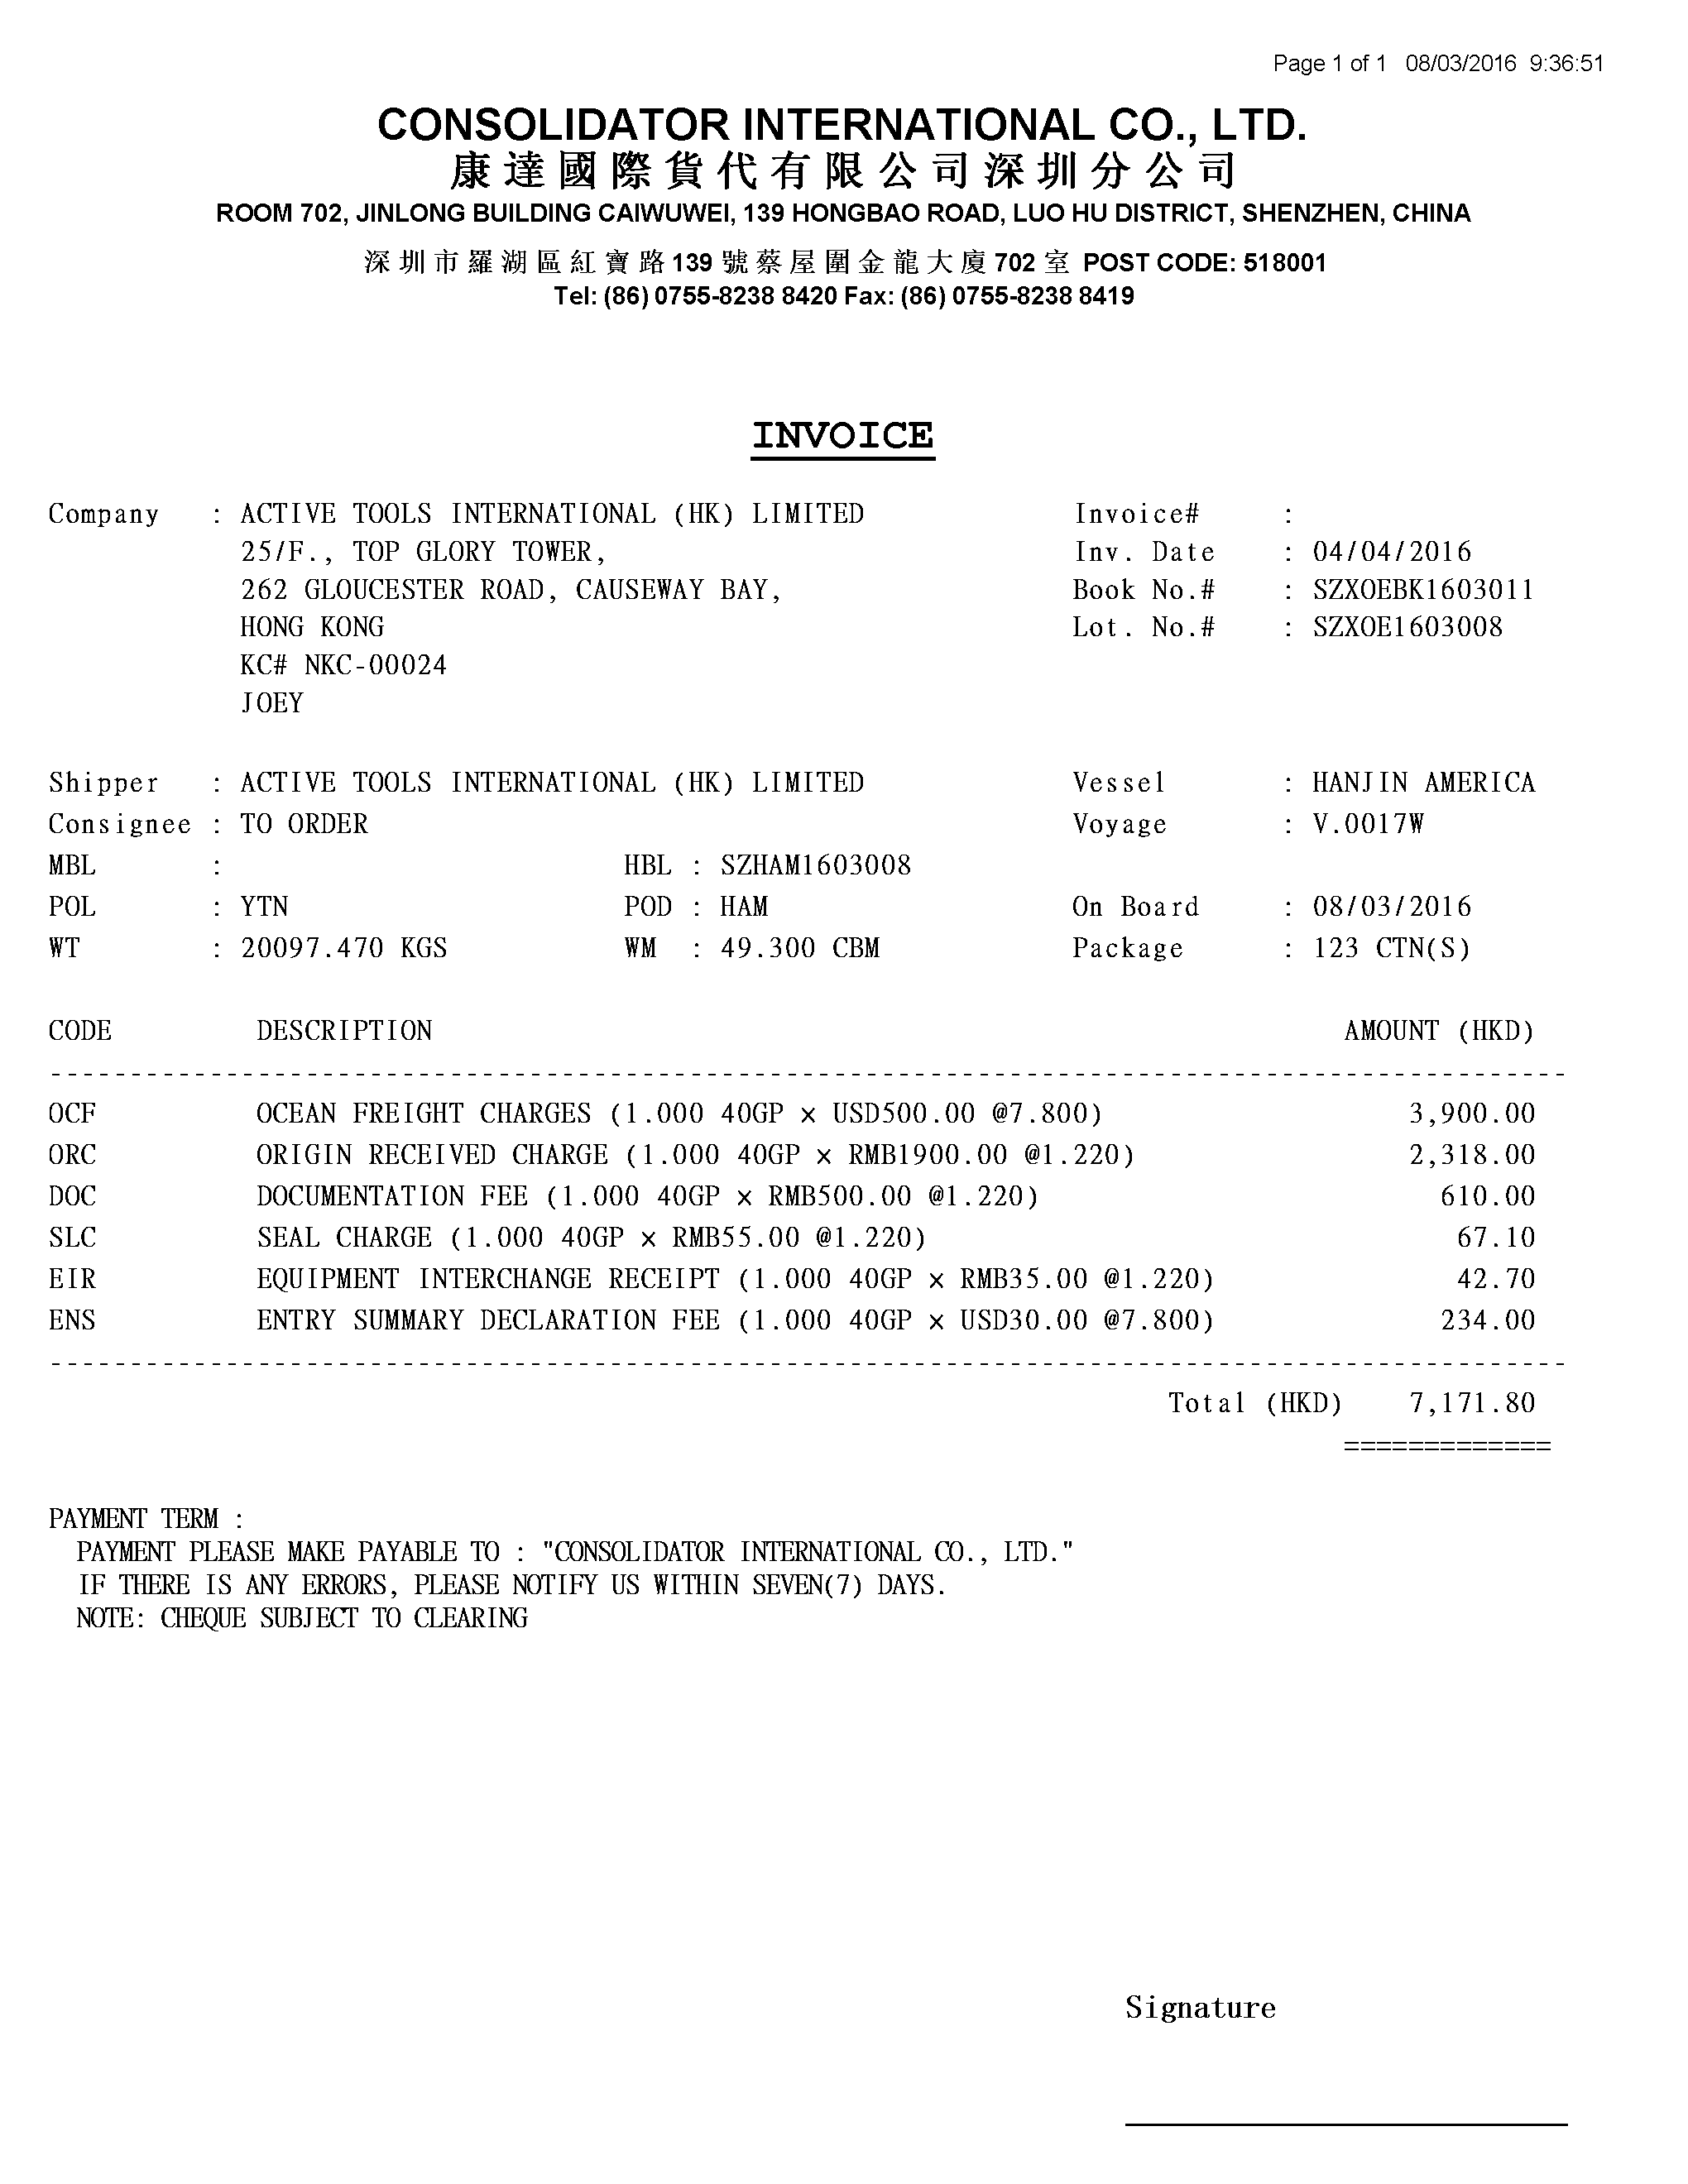 Page 1 of 1 08/03/2016 9:36:51
CONSOLIDATOR INTERNATIONAL CO., LTD.
康達國際貨代有限公司深圳分公司
ROOM 702, JINLONG BUILDING CAIWUWEI, 139 HONGBAO ROAD, LUO HU DISTRICT, SHENZHEN, CHINA
深圳市羅湖區紅寶路139號蔡屋圍金龍大廈702室 POST CODE: 518001
Tel: (86) 0755-8238 8420 Fax: (86) 0755-8238 8419
INVOICE
Company : ACTIVE TOOLS INTERNATIONAL (HK) LIMITED Invoice# :
25/F., TOP GLORY TOWER, Inv. Date : 04/04/2016
262 GLOUCESTER ROAD, CAUSEWAY BAY, Book No.# : SZXOEBK1603011
HONG KONG Lot. No.# : SZXOE1603008
KC# NKC-00024
JOEY
Shipper : ACTIVE TOOLS INTERNATIONAL (HK) LIMITED Vessel : HANJIN AMERICA
Consignee : TO ORDER Voyage : V.0017W
MBL : HBL : SZHAM1603008
POL : YTN POD : HAM On Board : 08/03/2016
WT : 20097.470 KGS WM : 49.300 CBM Package : 123 CTN(S)
CODE DESCRIPTION AMOUNT (HKD)
OCF OCEAN FREIGHT CHARGES (1.000 40GP × USD500.00 @7.800) 3,900.00
ORC ORIGIN RECEIVED CHARGE (1.000 40GP × RMB1900.00 @1.220) 2,318.00
DOC DOCUMENTATION FEE (1.000 40GP × RMB500.00 @1.220) 610.00
SLC SEAL CHARGE (1.000 40GP × RMB55.00 @1.220) 67.10
EIR EQUIPMENT INTERCHANGE RECEIPT (1.000 40GP × RMB35.00 @1.220) 42.70
ENS ENTRY SUMMARY DECLARATION FEE (1.000 40GP × USD30.00 @7.800) 234.00
Total (HKD) 7,171.80
=============
PAYMENT TERM :
PAYMENT PLEASE MAKE PAYABLE TO : "CONSOLIDATOR INTERNATIONAL CO., LTD."
IF THERE IS ANY ERRORS, PLEASE NOTIFY US WITHIN SEVEN(7) DAYS.
NOTE: CHEQUE SUBJECT TO CLEARING
Signature